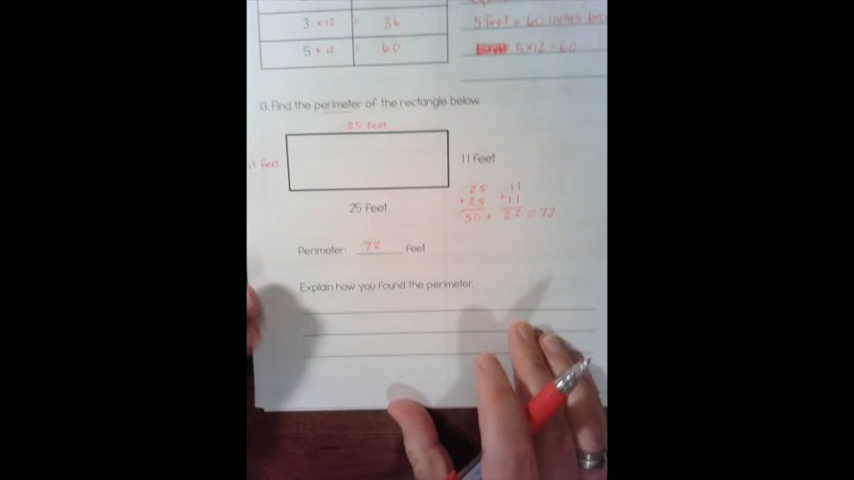 3 x12 = 36
5 feet = 60 inches
5 x 12 = 60
5 x 12 = 60
13. Find the perimeter of the rectangle below.
25 feet
11 feet
11 feet
25 11
+25 +11
50 + 22 = 72
25 feet
Perimeter: 72 feet
Explain how you found the perimeter.